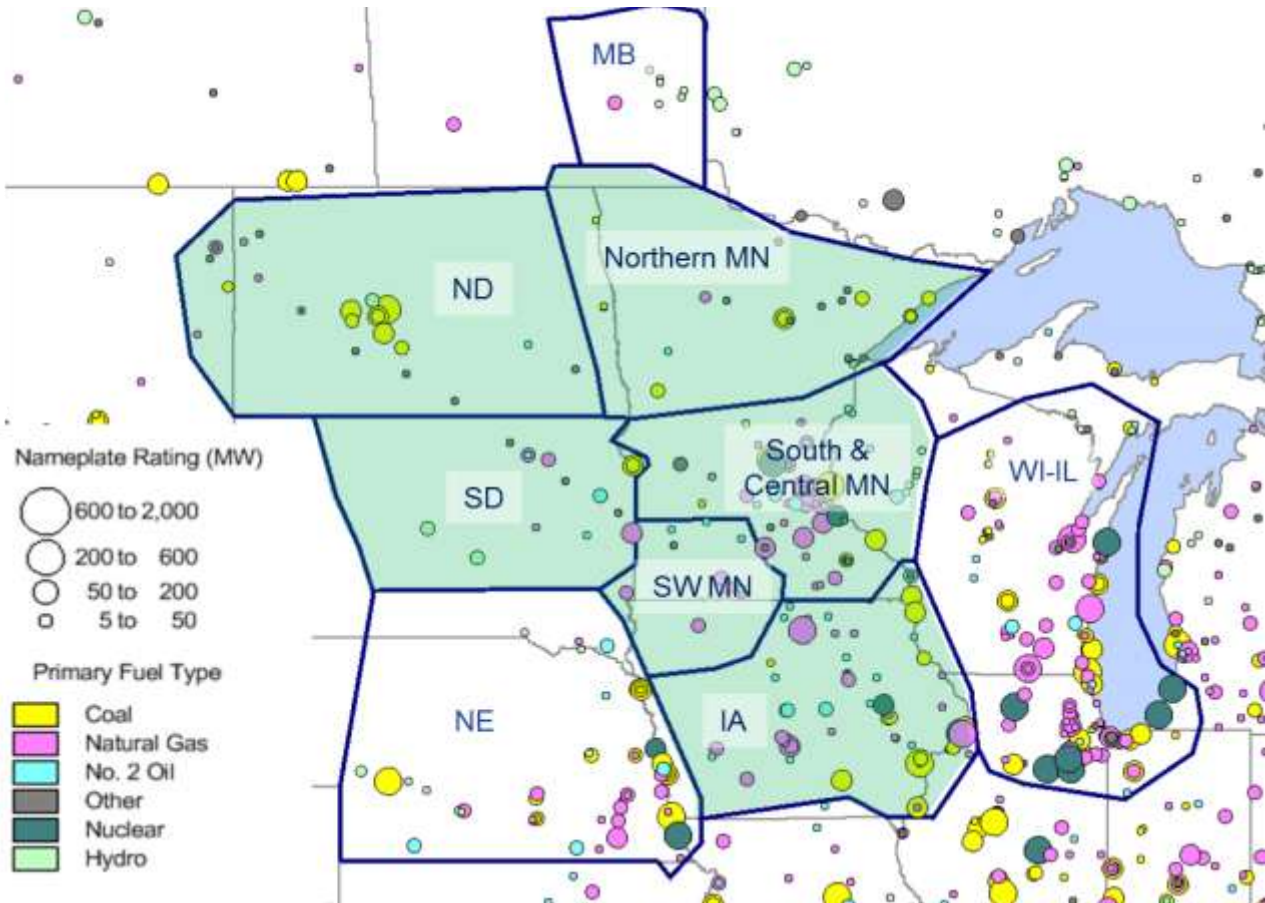 MB
Northern MN
ND
South &
Central MN
WI-IL
SD
SW MN
NE
IA
Nameplate Rating (MW)
600 to 2,000
200 to 600
50 to 200
5 to 50
Primary Fuel Type
Coal
Natural Gas
No. 2 Oil
Other
Nuclear
Hydro